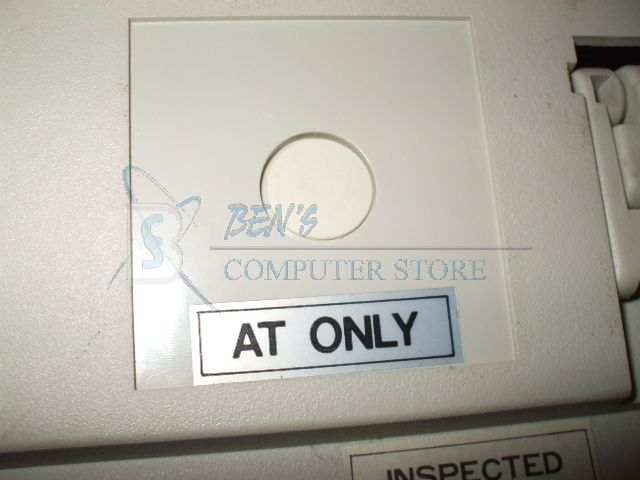 BEN'S
COMPUTER STORE
AT ONLY
INSPECTED